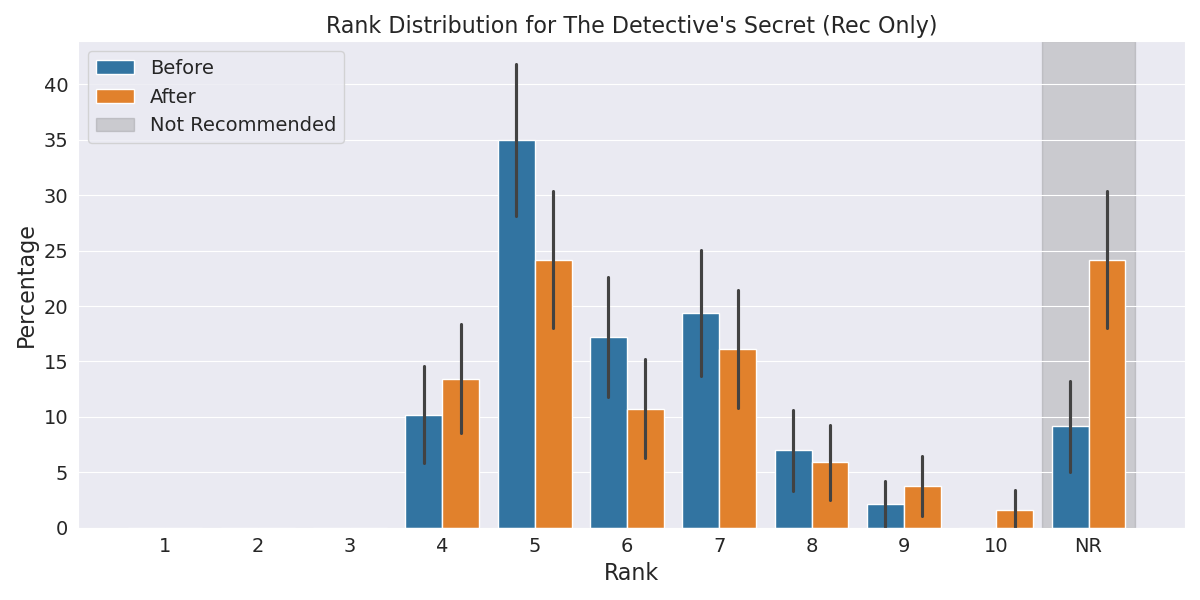 Rank Distribution for The Detective's Secret (Rec Only)
Before
After
Not Recommended
Percentage
40
35
30
25
20
15
10
5
0
1 2 3 4 5 6 7 8 9 10 NR
Rank